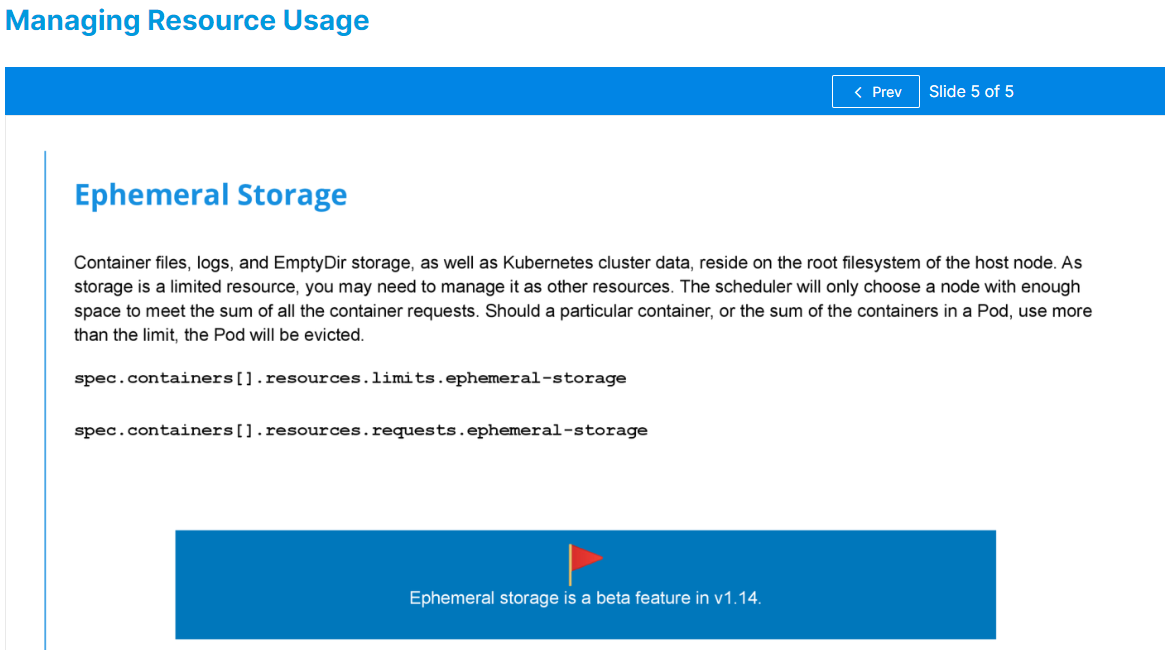 Managing Resource Usage
Prev
Slide 5 of 5
Ephemeral Storage
Container files, logs, and EmptyDir storage, as well as Kubernetes cluster data, reside on the root filesystem of the host node. As
storage is a limited resource, you may need to manage it as other resources. The scheduler will only choose a node with enough
space to meet the sum of all the container requests. Should a particular container, or the sum of the containers in a Pod, use more
than the limit, the Pod will be evicted.
spec.containers[].resources.limits.ephemeral-storage
spec.containers[].resources.requests.ephemeral-storage
Ephemeral storage is a beta feature in v1.14.